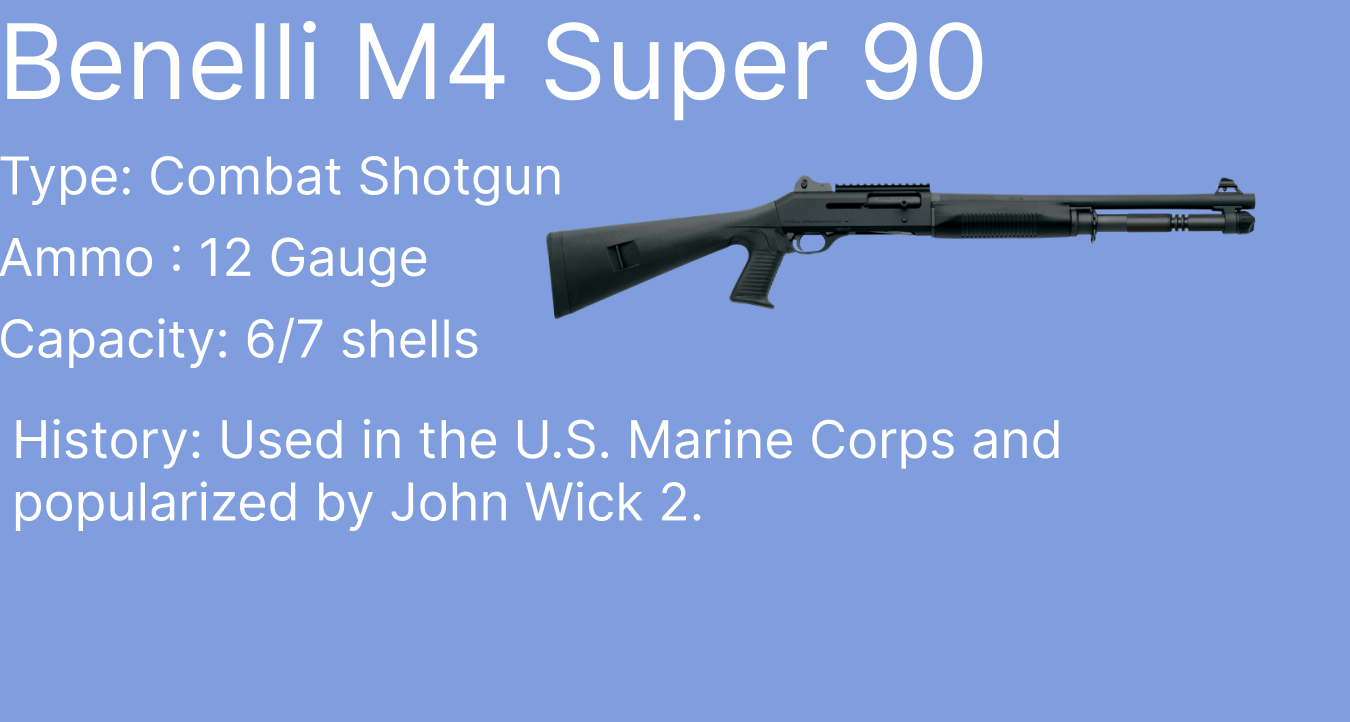 Benelli M4 Super 90
Type: Combat Shotgun
Ammo : 12 Gauge
Capacity: 6/7 shells
History: Used in the U.S. Marine Corps and
popularized by John Wick 2.